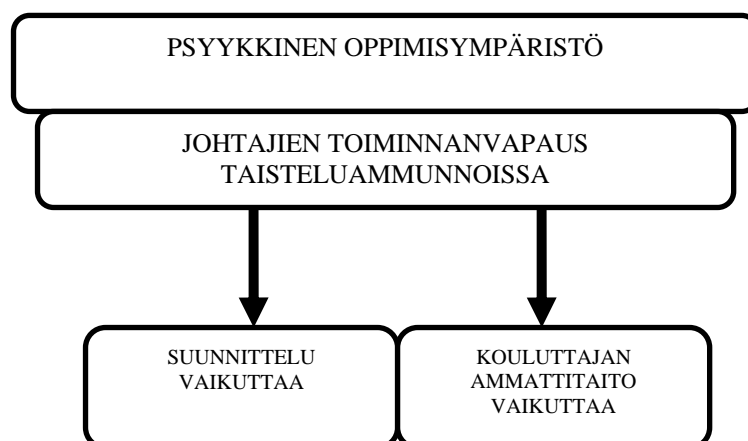 PSYYKKINEN OPPIMISYMPÄRISTÖ
JOHTAJIEN TOIMINNANVAPAUS
TAISTELUAMMUNNOISSA
SUUNNITTELU
VAIKUTTAA
KOULUTTAJAN
AMMATTITAITO
VAIKUTTAA